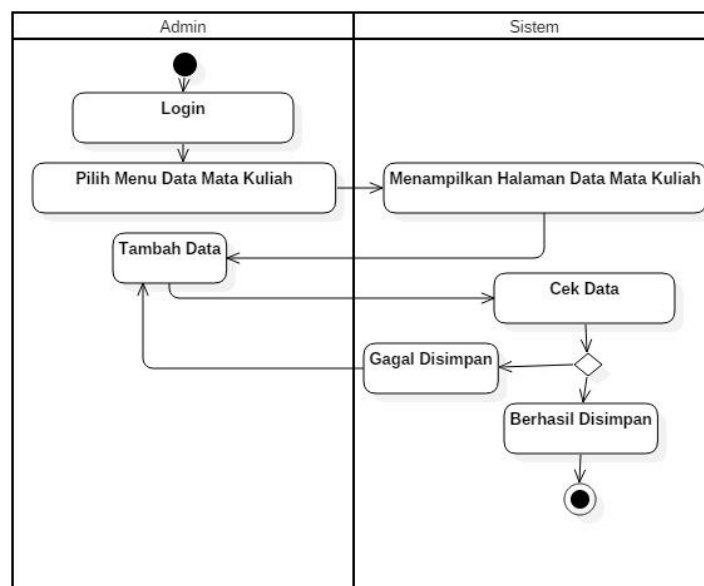 Admin
Sistem
Login
Pilih Menu Data Mata Kuliah
Menampilkan Halaman Data Mata Kuliah
Tambah Data
Cek Data
Gagal Disimpan
Berhasil Disimpan